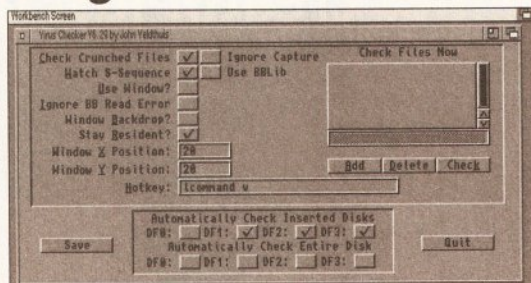 Workbench Screen
Virus Checker V6.29 by John Veldthuis
Check Crunched Files Ignore Capture
Watch S-Sequence Use BBLib
Use Window?
Ignore BB Read Error
Window Backdrop?
Stay Resident?
Window X Position: 20
Window Y Position: 20
Hotkey: lcommand v
Check Files Now
Add Delete Check
Automatically Check Inserted Disks
DF0: DF1: DF2: DF3:
Automatically Check Entire Disk
DF0: DF1: DF2: DF3:
Save
Quit